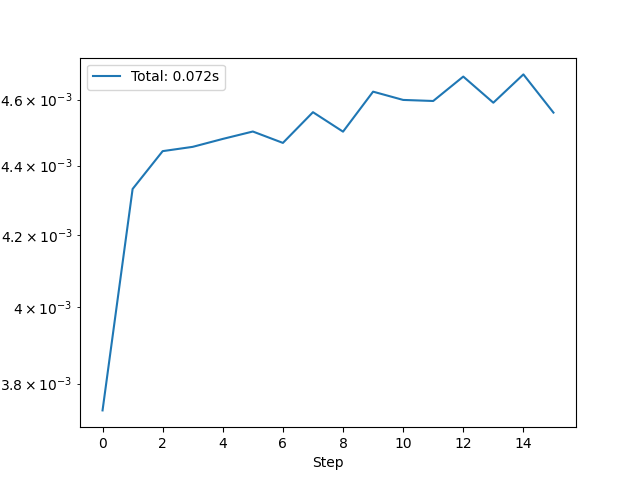 Total: 0.072s
4.6 × 10⁻³
4.4 × 10⁻³
4.2 × 10⁻³
4 × 10⁻³
3.8 × 10⁻³
0 2 4 6 8 10 12 14
Step